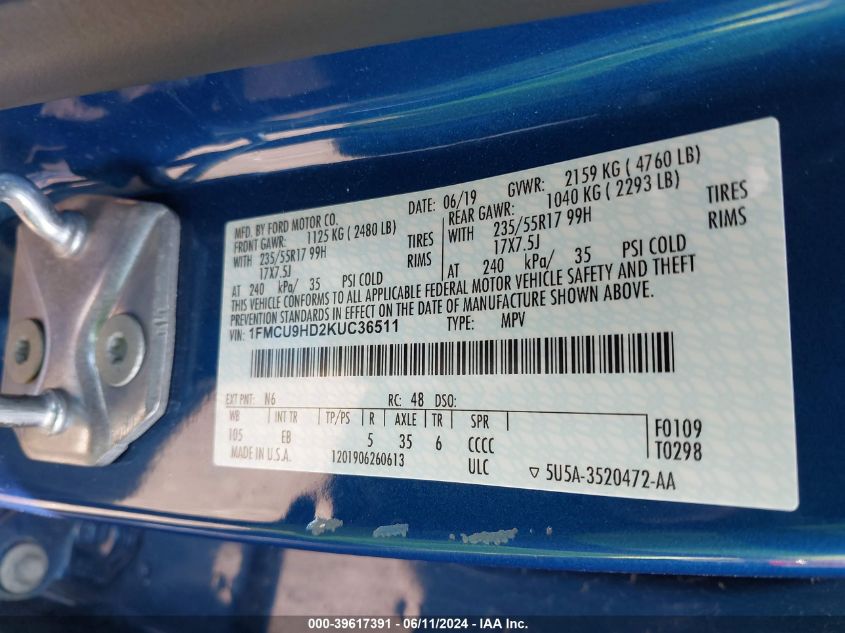 MFD. BY FORD MOTOR CO. DATE: 06/19 GVWR: 2159 KG ( 4760 LB)
FRONT GAWR: 1125 KG ( 2480 LB) REAR GAWR: 1040 KG ( 2293 LB)
WITH 235/55R17 99H TIRES WITH 235/55R17 99H TIRES
17X7.5J RIMS 17X7.5J RIMS
AT 240 kPa/ 35 PSI COLD AT 240 kPa/ 35 PSI COLD
THIS VEHICLE CONFORMS TO ALL APPLICABLE FEDERAL MOTOR VEHICLE SAFETY AND THEFT
PREVENTION STANDARDS IN EFFECT ON THE DATE OF MANUFACTURE SHOWN ABOVE.
VIN: 1FMCU9HD2KUC36511 TYPE: MPV
EXT PNT: N6 RC: 48 DSO:
WB INT TR TP/PS R AXLE TR SPR F0109
105 EB 5 35 6 CCCC T0298
MADE IN U.S.A. 1201906260613 ULC ▽ 5U5A-3520472-AA
000-39617391 - 06/11/2024 - IAA Inc.